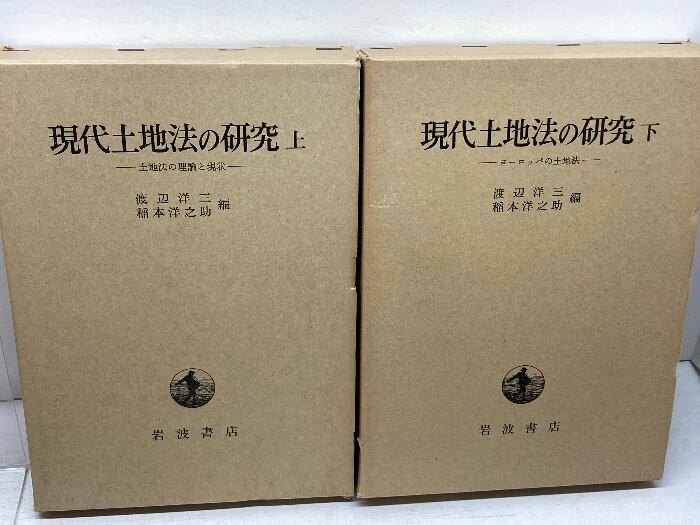 現代土地法の研究 上
―土地法の理論と現状―
渡辺洋三
稲本洋之助 編
岩波書店
現代土地法の研究 下
―ヨーロッパの土地法―
渡辺洋三
稲本洋之助 編
岩波書店